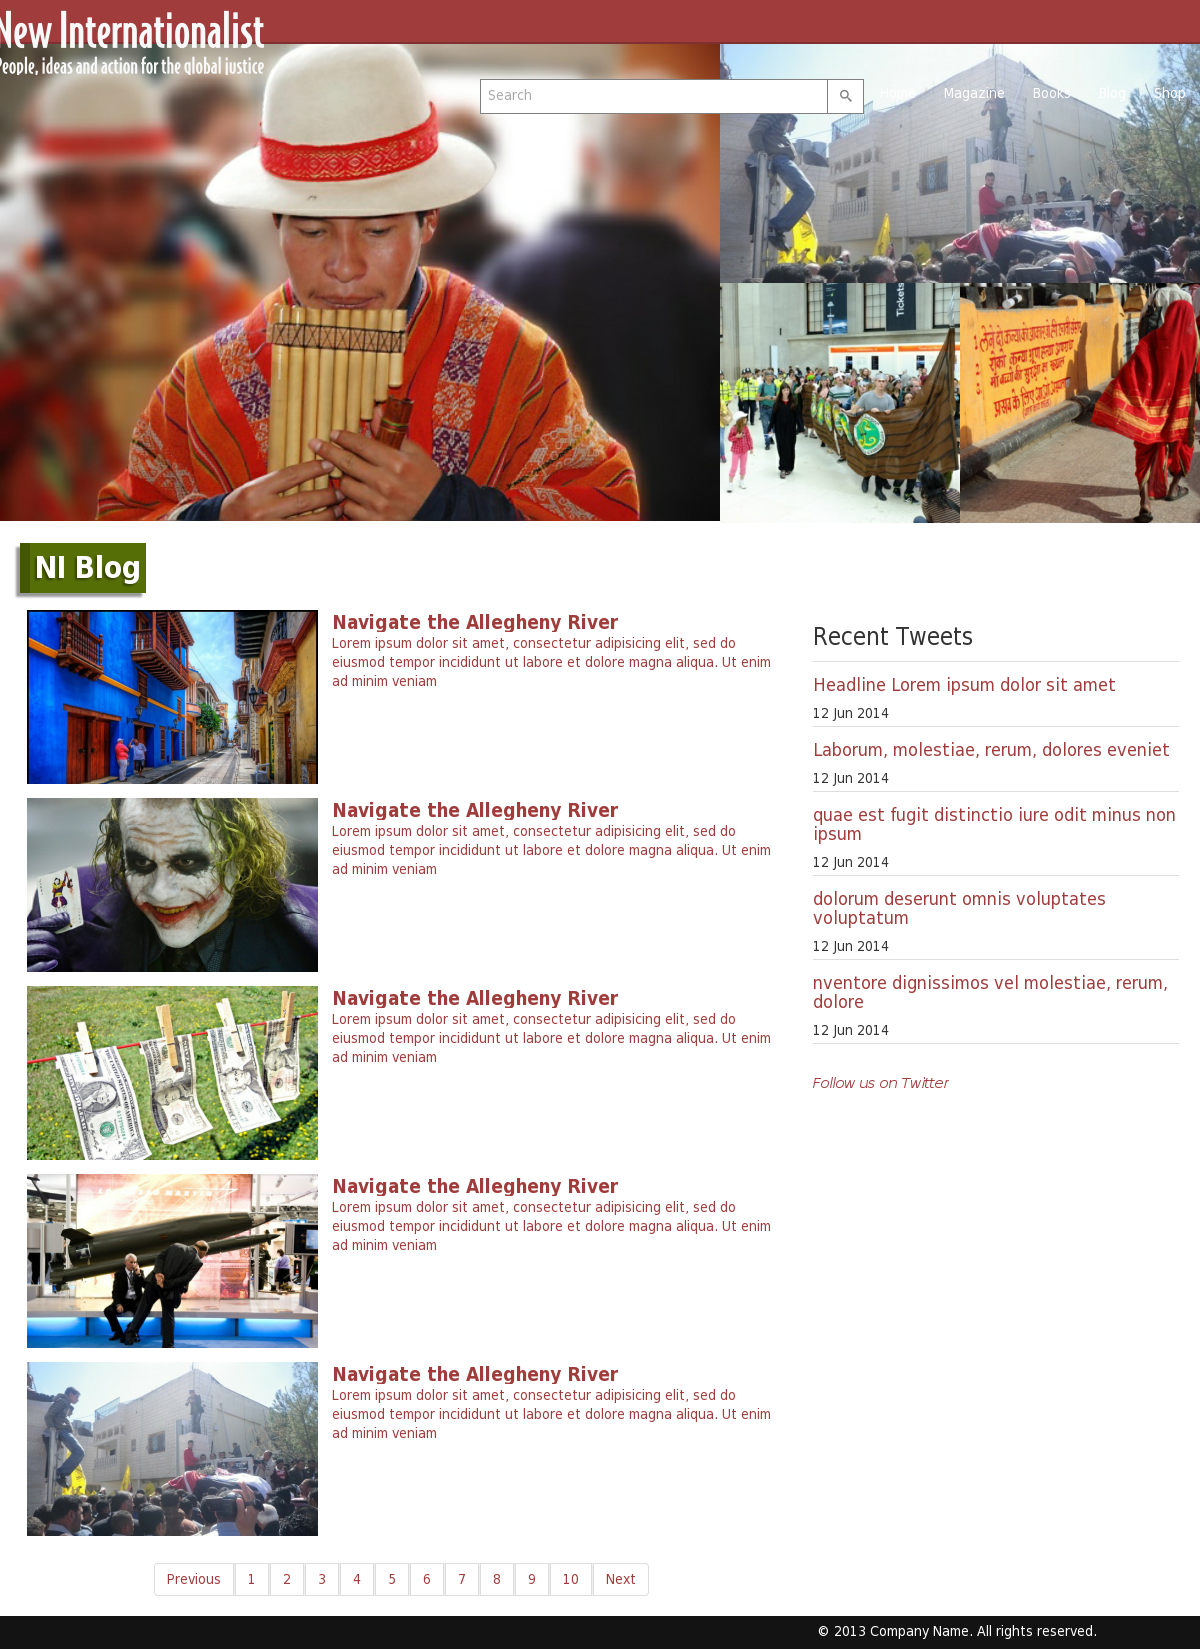 New Internationalist
People, ideas and action for the global justice
Search
Home Magazine Books Blog Shop
Tickets
NI Blog
Navigate the Allegheny River
Lorem ipsum dolor sit amet, consectetur adipisicing elit, sed do
eiusmod tempor incididunt ut labore et dolore magna aliqua. Ut enim
ad minim veniam
Navigate the Allegheny River
Lorem ipsum dolor sit amet, consectetur adipisicing elit, sed do
eiusmod tempor incididunt ut labore et dolore magna aliqua. Ut enim
ad minim veniam
Navigate the Allegheny River
Lorem ipsum dolor sit amet, consectetur adipisicing elit, sed do
eiusmod tempor incididunt ut labore et dolore magna aliqua. Ut enim
ad minim veniam
Navigate the Allegheny River
Lorem ipsum dolor sit amet, consectetur adipisicing elit, sed do
eiusmod tempor incididunt ut labore et dolore magna aliqua. Ut enim
ad minim veniam
Navigate the Allegheny River
Lorem ipsum dolor sit amet, consectetur adipisicing elit, sed do
eiusmod tempor incididunt ut labore et dolore magna aliqua. Ut enim
ad minim veniam
Previous 1 2 3 4 5 6 7 8 9 10 Next
Recent Tweets
Headline Lorem ipsum dolor sit amet
12 Jun 2014
Laborum, molestiae, rerum, dolores eveniet
12 Jun 2014
quae est fugit distinctio iure odit minus non
ipsum
12 Jun 2014
dolorum deserunt omnis voluptates
voluptatum
12 Jun 2014
nventore dignissimos vel molestiae, rerum,
dolore
12 Jun 2014
Follow us on Twitter
© 2013 Company Name. All rights reserved.